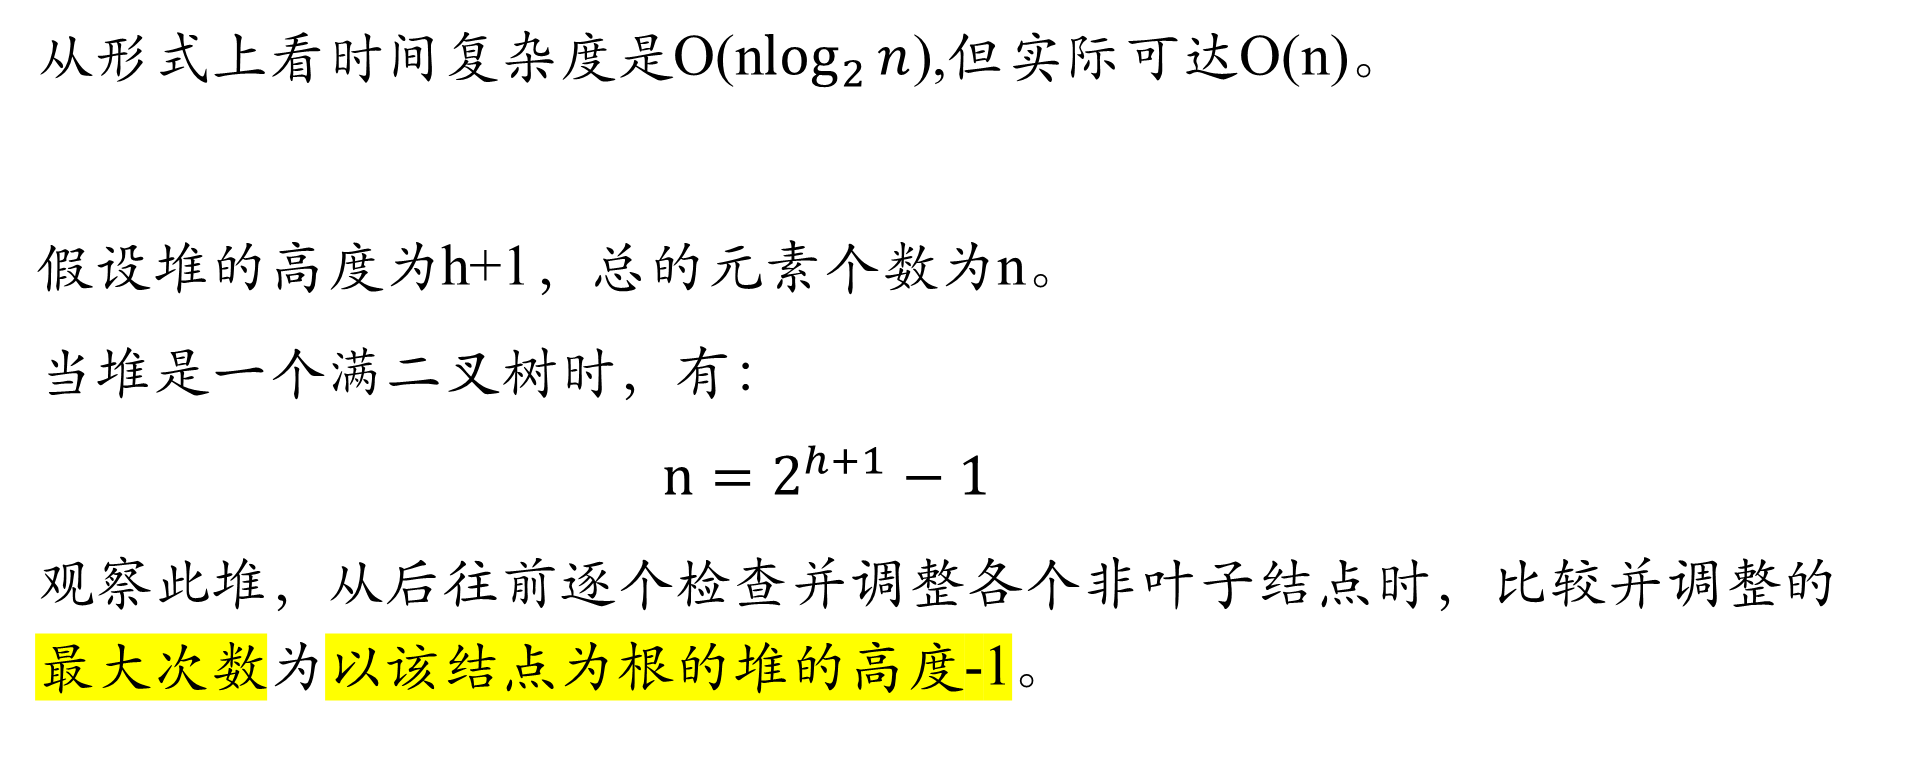 从形式上看时间复杂度是O(nlog₂ n),但实际可达O(n)。
假设堆的高度为h+1，总的元素个数为n。
当堆是一个满二叉树时，有：
n = 2^{h+1} − 1
观察此堆，从后往前逐个检查并调整各个非叶子结点时，比较并调整的
最大次数为以该结点为根的堆的高度-1。